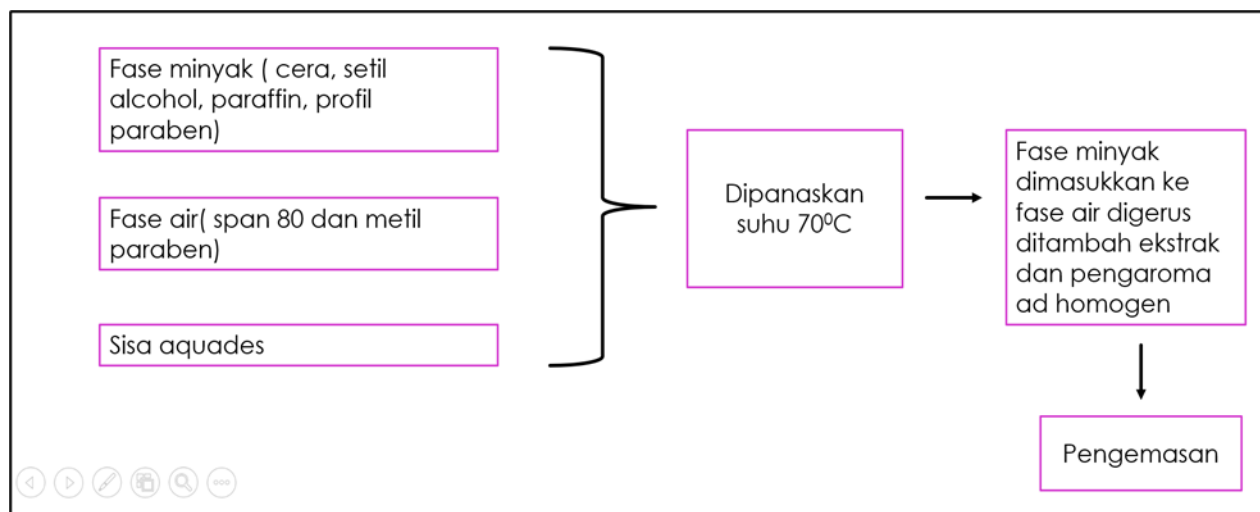 Fase minyak ( cera, setil
alcohol, paraffin, profil
paraben)
Fase air( span 80 dan metil
paraben)
Sisa aquades
Dipanaskan
suhu 70⁰C
Fase minyak
dimasukkan ke
fase air digerus
ditambah ekstrak
dan pengaroma
ad homogen
Pengemasan